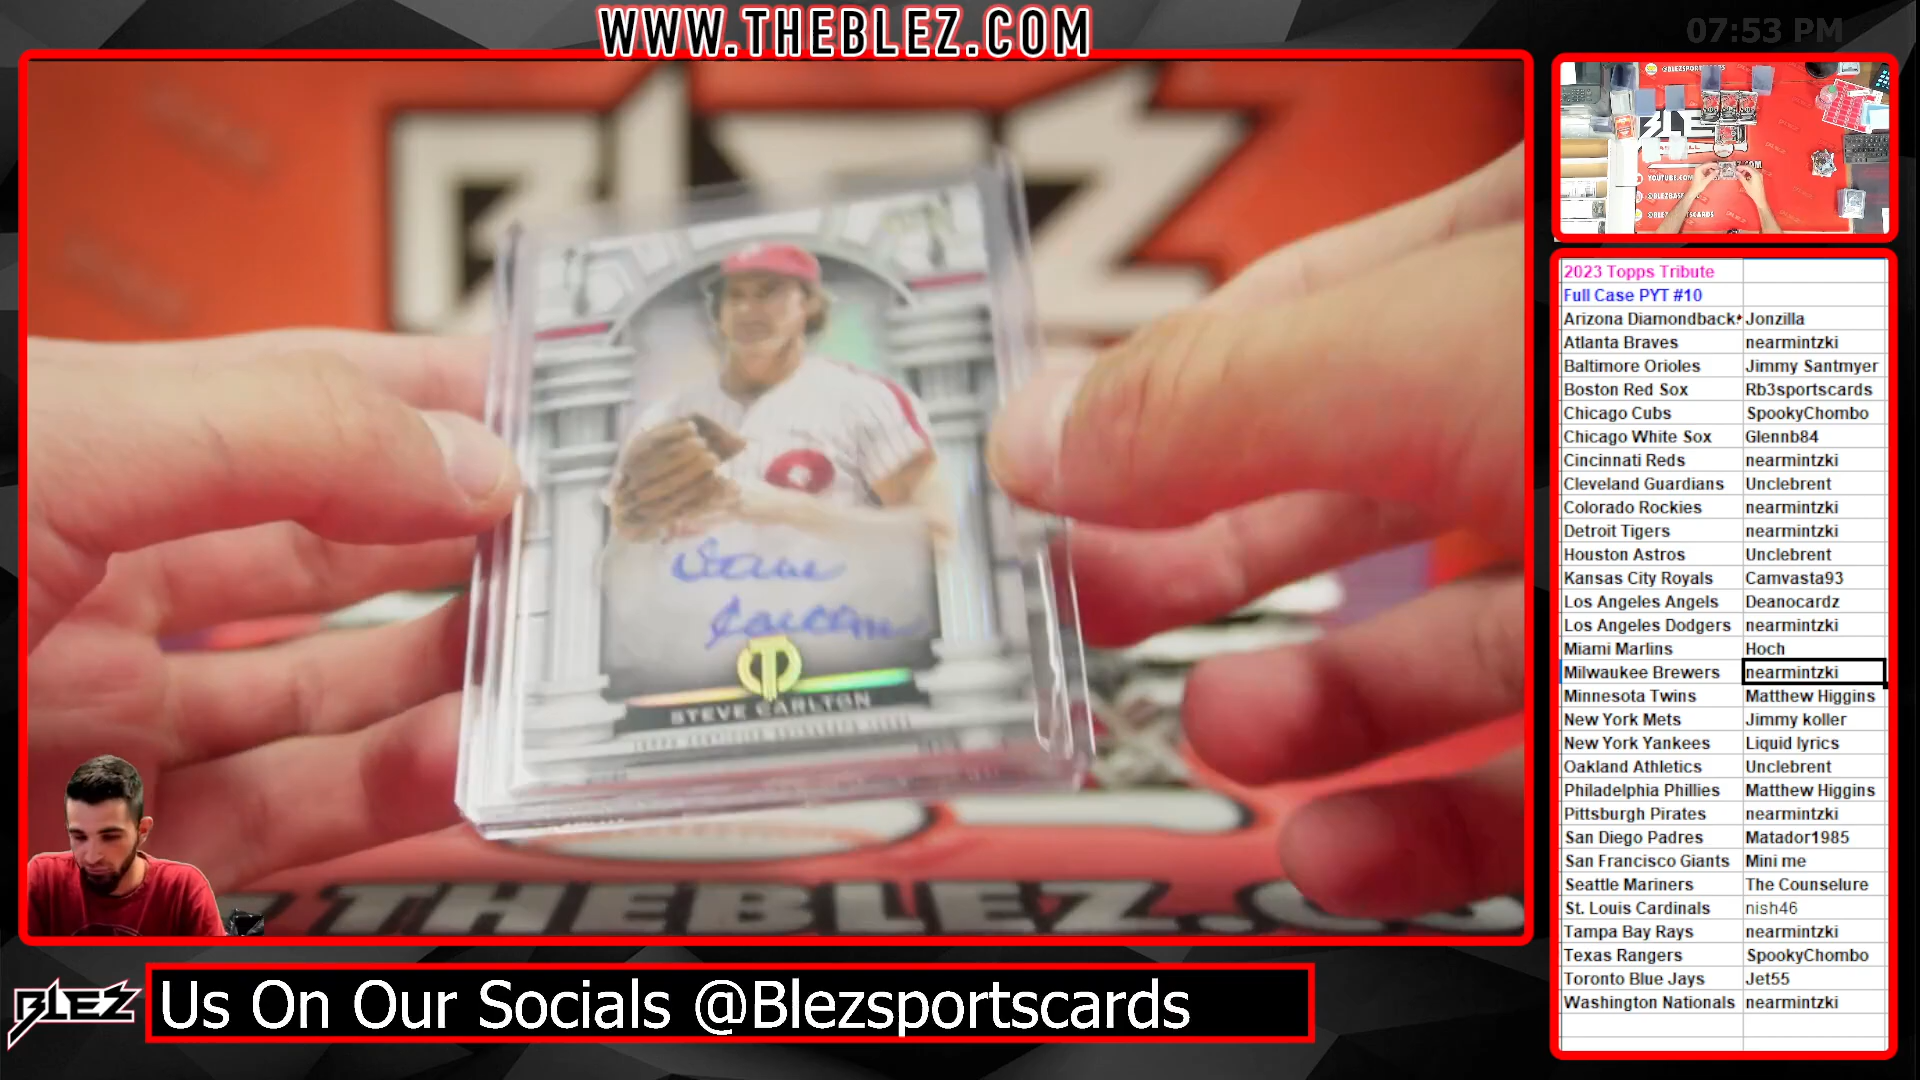 WWW.THEBLEZ.COM
07:53 PM
BLEZ
STEVE CARLTON
THEBLEZ.C
BLEZ
Us On Our Socials @Blezsportscards
YOUTUBE.COM
2023 Topps Tribute
Full Case PYT #10
Arizona Diamondback Jonzilla
Atlanta Braves nearmintzki
Baltimore Orioles Jimmy Santmyer
Boston Red Sox Rb3sportscards
Chicago Cubs SpookyChombo
Chicago White Sox Glennb84
Cincinnati Reds nearmintzki
Cleveland Guardians Unclebrent
Colorado Rockies nearmintzki
Detroit Tigers nearmintzki
Houston Astros Unclebrent
Kansas City Royals Camvasta93
Los Angeles Angels Deanocardz
Los Angeles Dodgers nearmintzki
Miami Marlins Hoch
Milwaukee Brewers nearmintzki
Minnesota Twins Matthew Higgins
New York Mets Jimmy koller
New York Yankees Liquid lyrics
Oakland Athletics Unclebrent
Philadelphia Phillies Matthew Higgins
Pittsburgh Pirates nearmintzki
San Diego Padres Matador1985
San Francisco Giants Mini me
Seattle Mariners The Counselure
St. Louis Cardinals nish46
Tampa Bay Rays nearmintzki
Texas Rangers SpookyChombo
Toronto Blue Jays Jet55
Washington Nationals nearmintzki